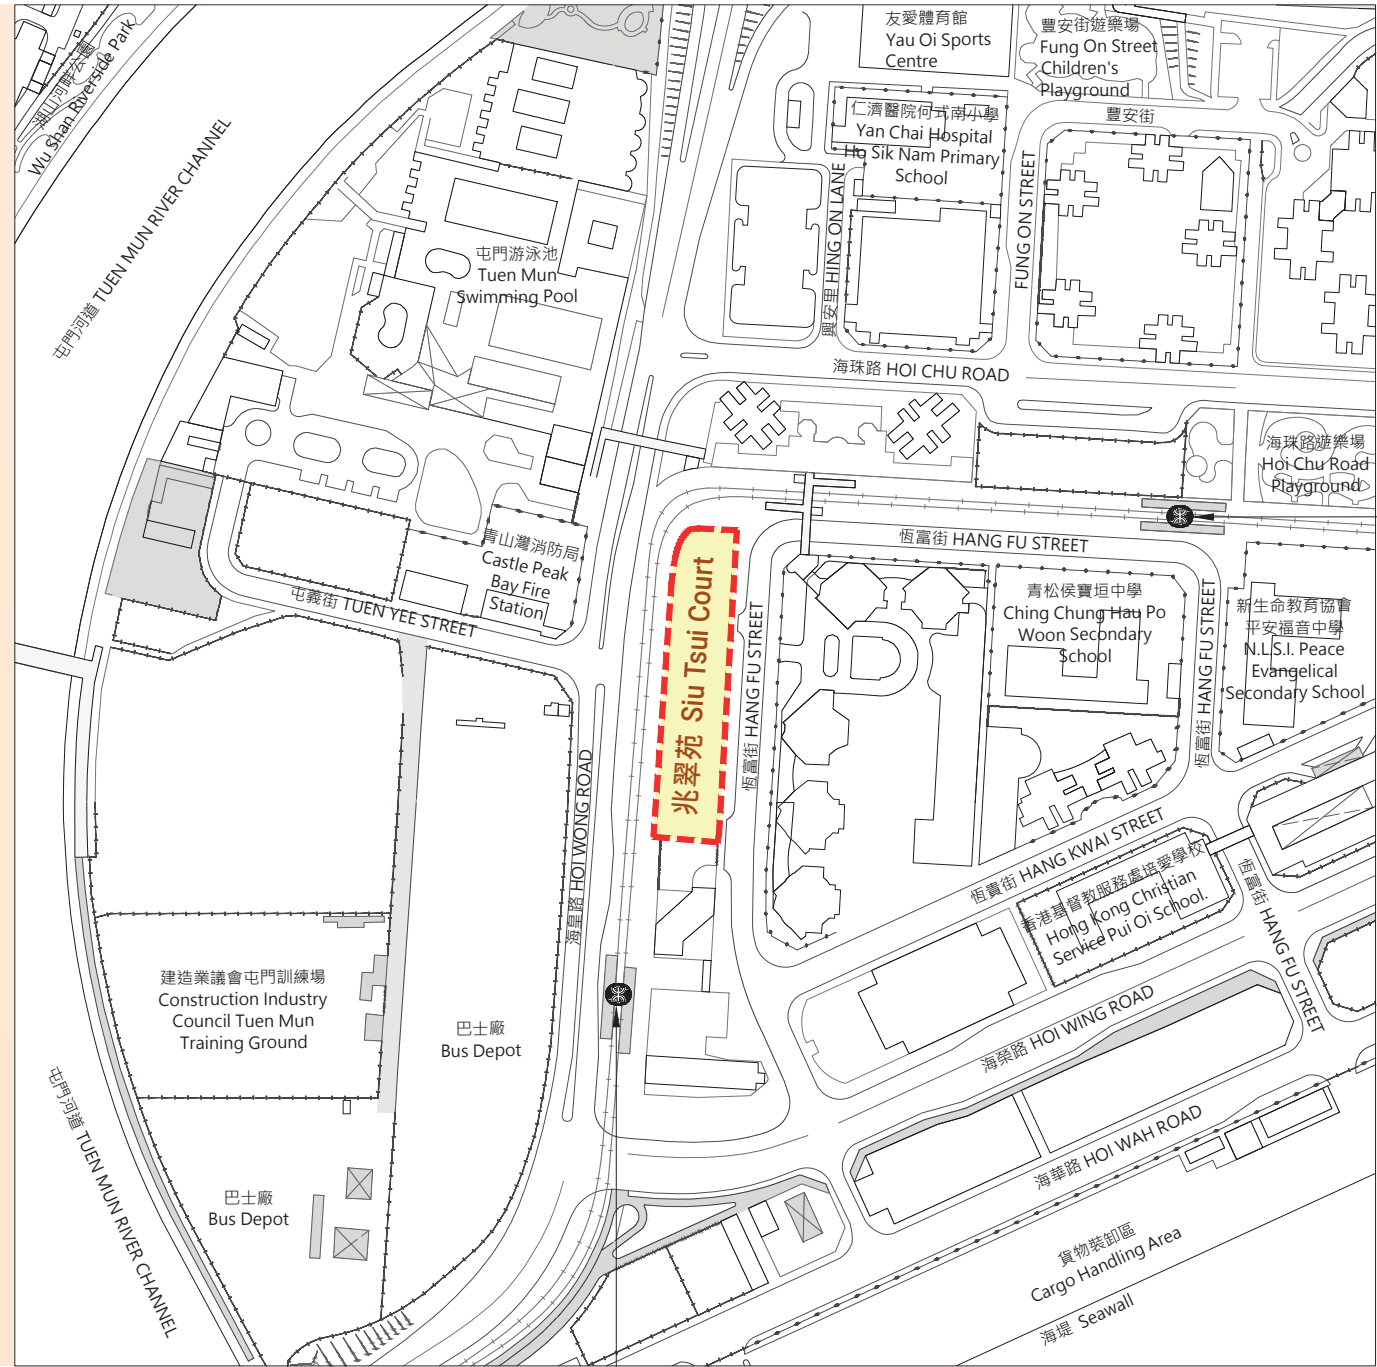 友愛體育館
Yau Oi Sports
Centre
豐安街遊樂場
Fung On Street
Children's
Playground
湖山河畔公園
Wu Shan Riverside Park
屯門河道 TUEN MUN RIVER CHANNEL
仁濟醫院何式南小學
Yan Chai Hospital
Ho Sik Nam Primary
School
豐安街
FUNG ON STREET
興安里 HING ON LANE
屯門游泳池
Tuen Mun
Swimming Pool
海珠路 HOI CHU ROAD
海珠路遊樂場
Hoi Chu Road
Playground
青山灣消防局
Castle Peak
Bay Fire
Station
屯義街 TUEN YEE STREET
兆翠苑 Siu Tsui Court
恆富街 HANG FU STREET
恆富街 HANG FU STREET
青松侯寶垣中學
Ching Chung Hau Po
Woon Secondary
School
恆富街 HANG FU STREET
新生命教育協會
平安福音中學
N.L.S.I. Peace
Evangelical
Secondary School
海皇路 HOI WONG ROAD
恆貴街 HANG KWAI STREET
香港基督教服務處培愛學校
Hong Kong Christian
Service Pui Oi School.
恆富街 HANG FU STREET
建造業議會屯門訓練場
Construction Industry
Council Tuen Mun
Training Ground
巴士廠
Bus Depot
海榮路 HOI WING ROAD
屯門河道 TUEN MUN RIVER CHANNEL
海華路 HOI WAH ROAD
巴士廠
Bus Depot
貨物裝卸區
Cargo Handling Area
海堤 Seawall